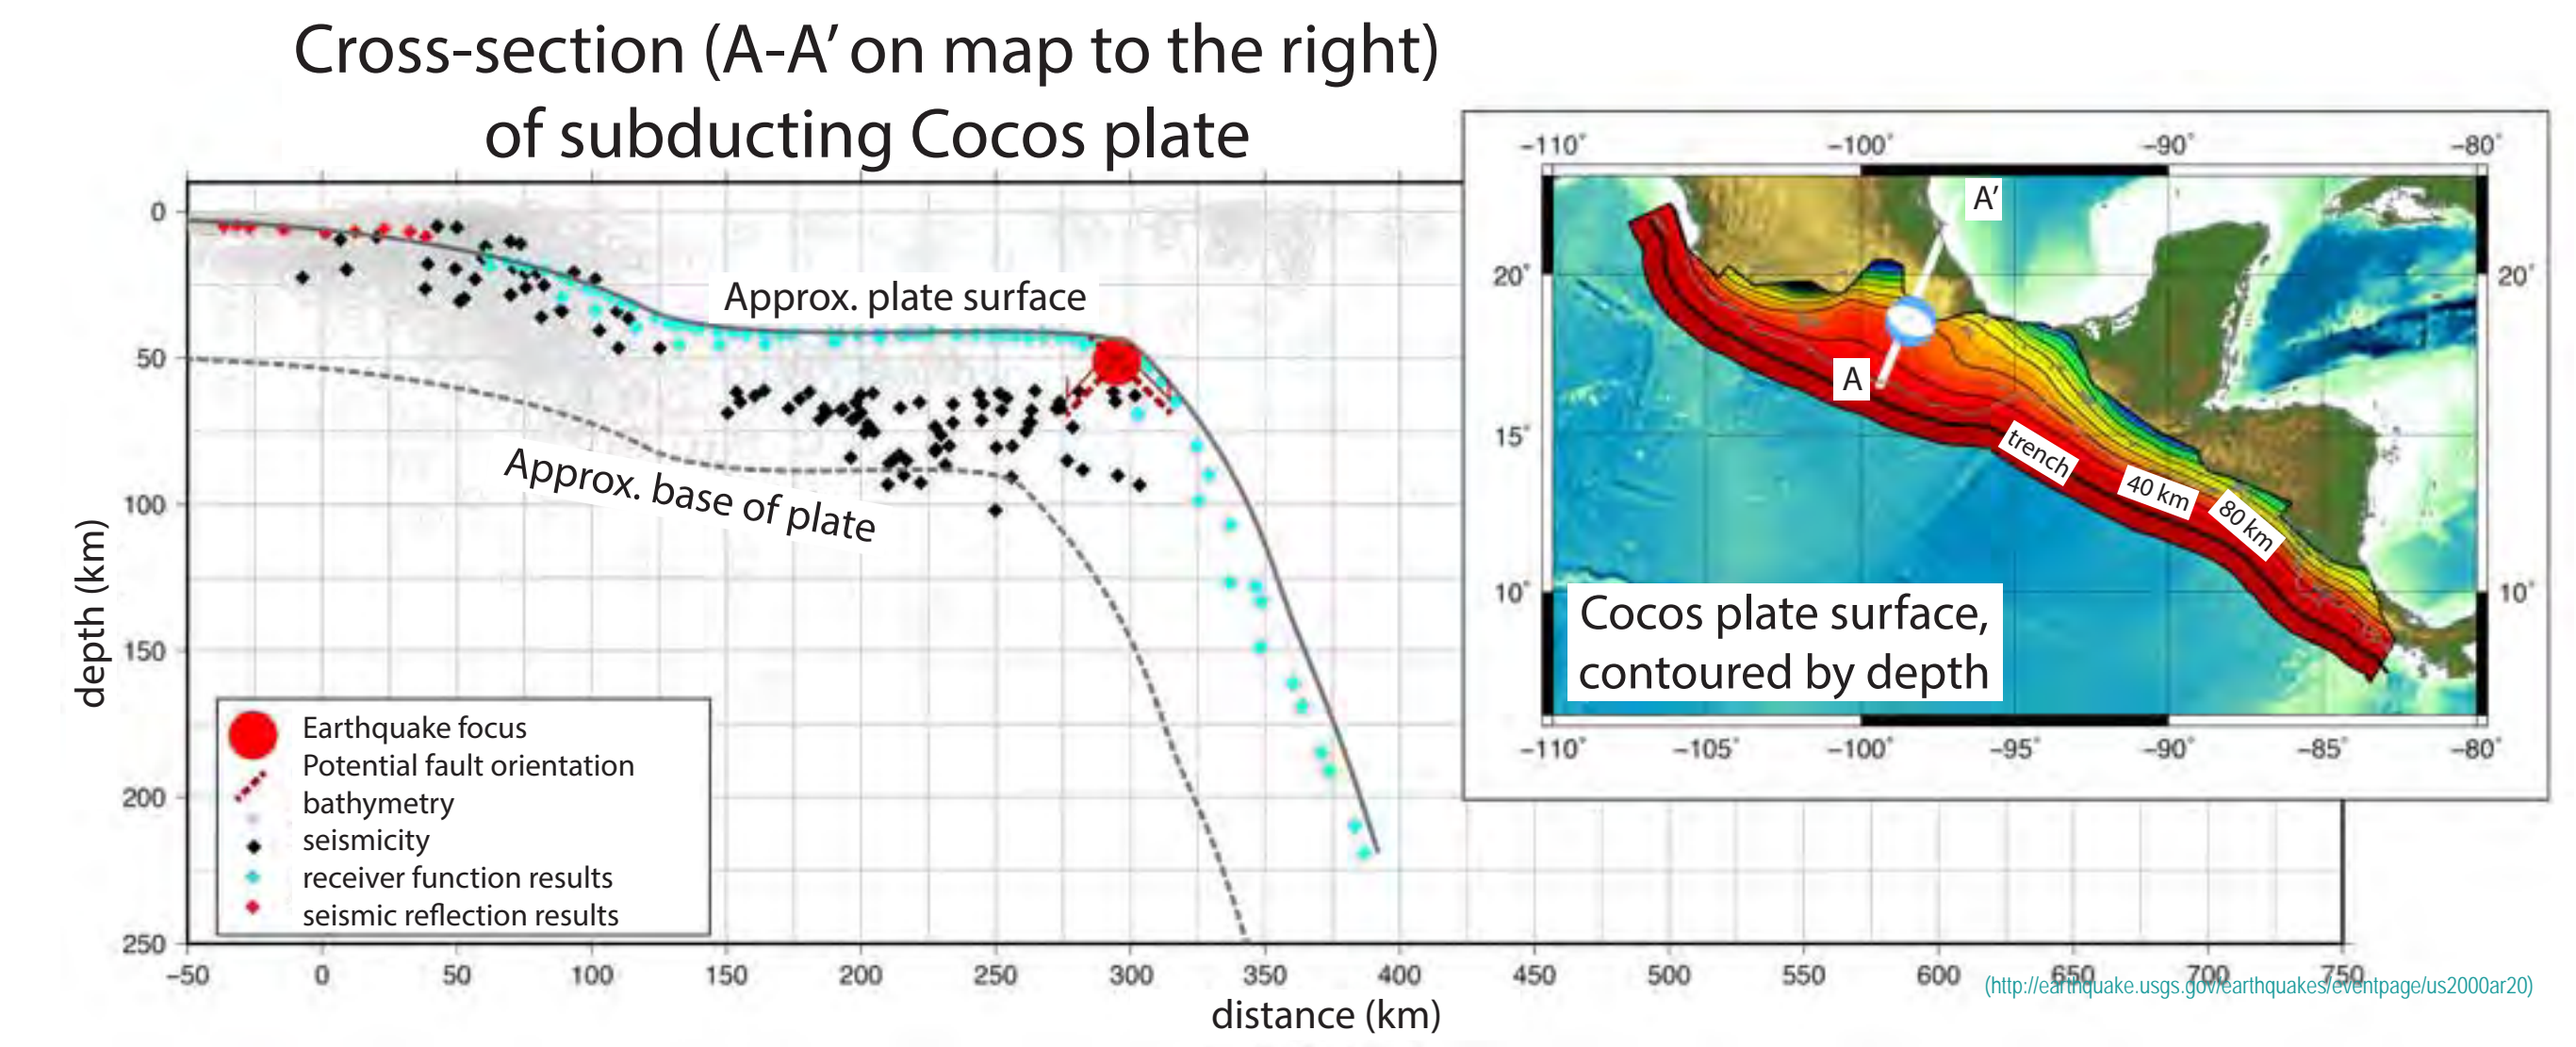 Cross-section (A-A’ on map to the right)
of subducting Cocos plate
0
50
100
150
200
250
depth (km)
Approx. plate surface
Approx. base of plate
Earthquake focus
Potential fault orientation
bathymetry
seismicity
receiver function results
seismic reflection results
−50 0 50 100 150 200 250 300 350 400 450 500 550 600 650 700 750
distance (km)
(http://earthquake.usgs.gov/earthquakes/eventpage/us2000ar20)
−110˚ −100˚ −90˚ −80˚
A’
20˚ 20˚
A
15˚
trench
40 km
80 km
10˚ 10˚
Cocos plate surface,
contoured by depth
−110˚ −105˚ −100˚ −95˚ −90˚ −85˚ −80˚